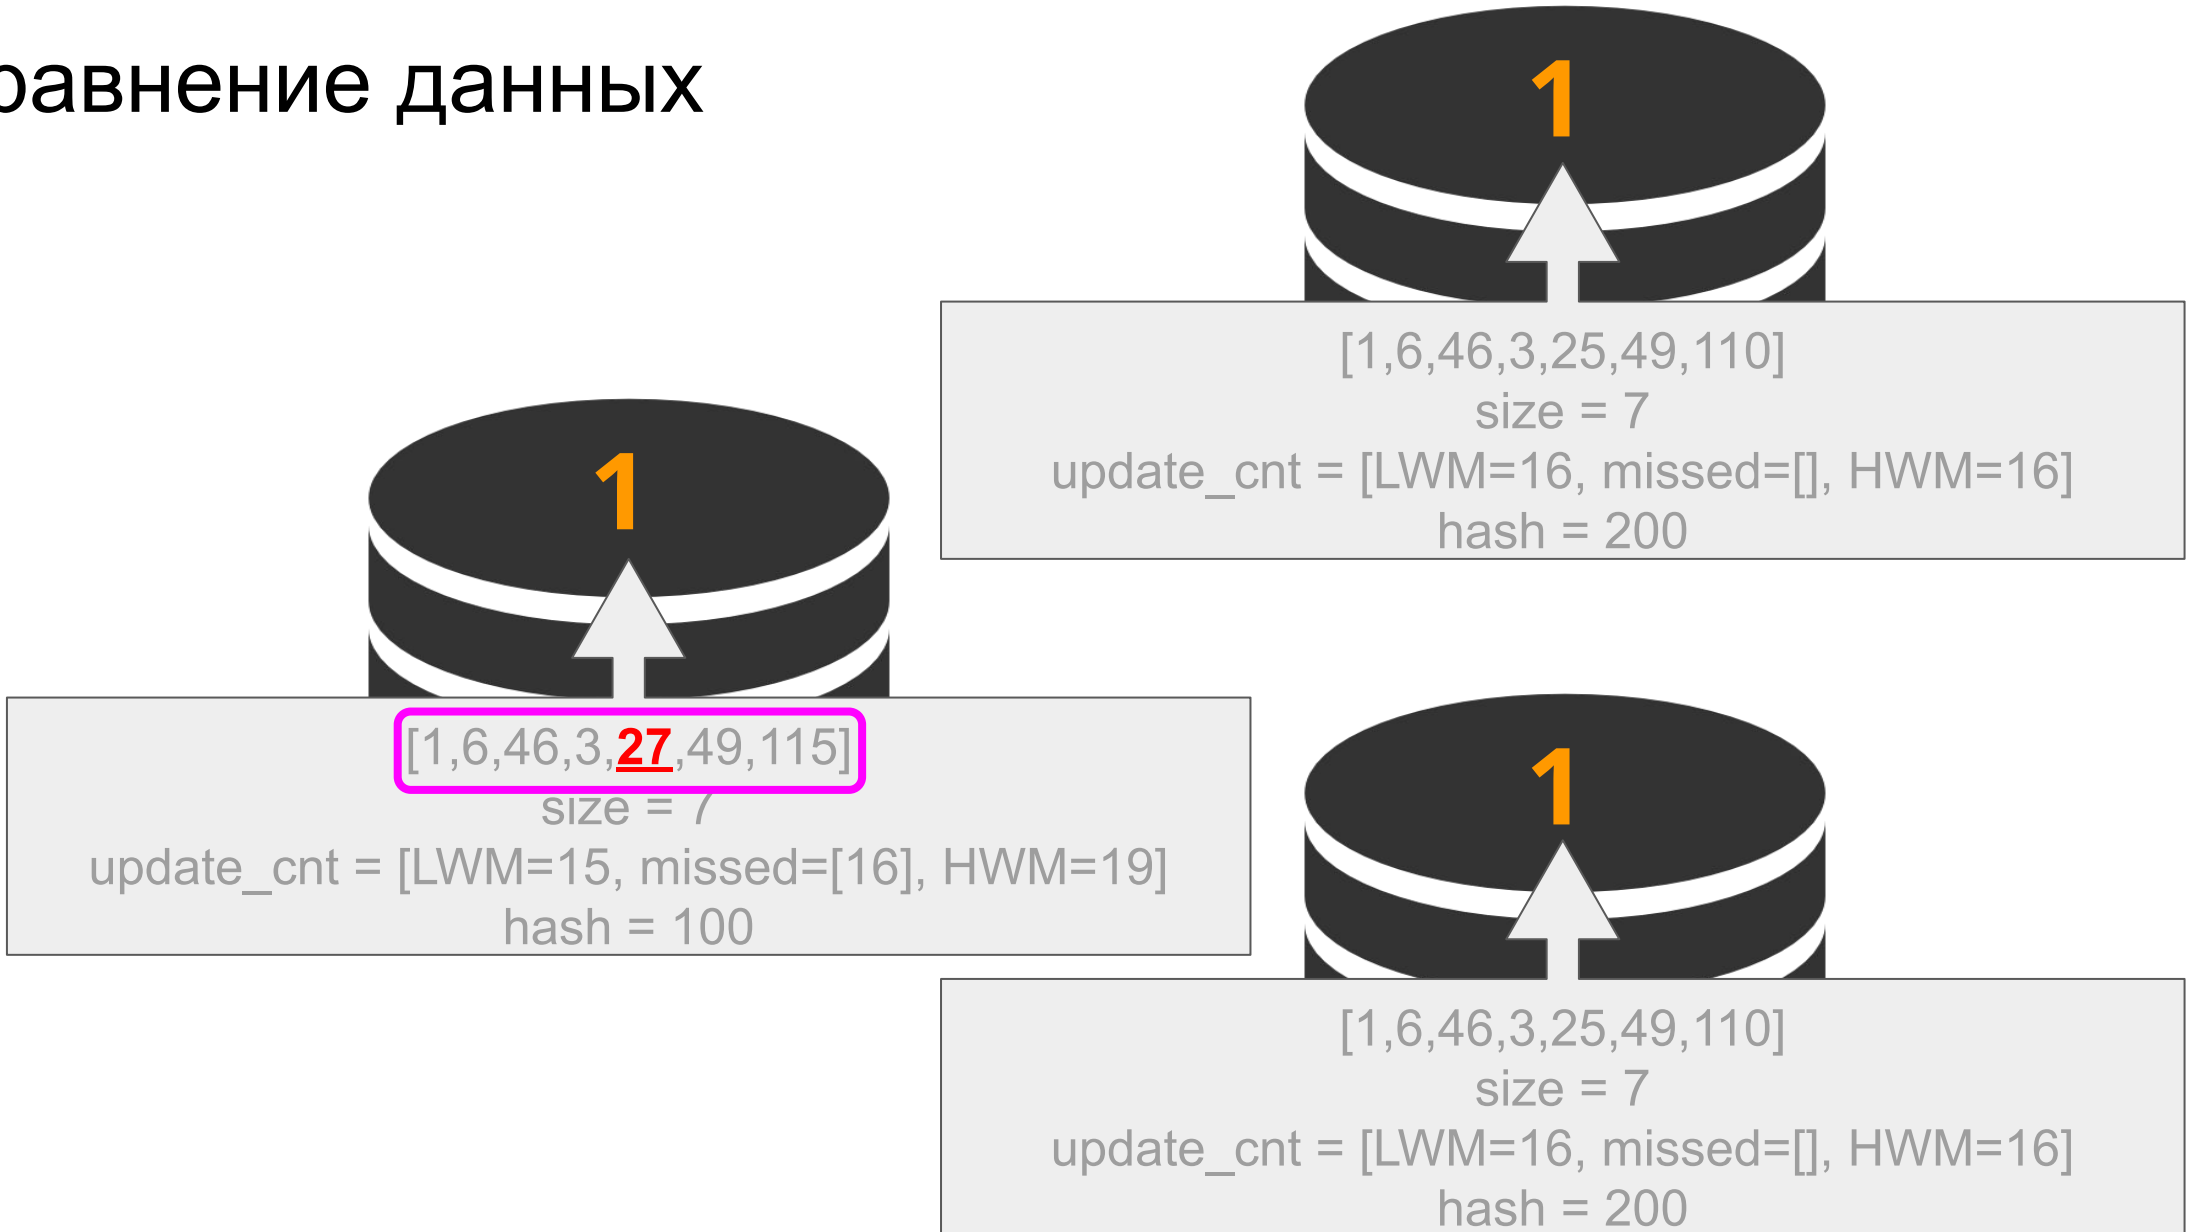 равнение данных
1
[1,6,46,3,25,49,110]
size = 7
update_cnt = [LWM=16, missed=[], HWM=16]
hash = 200
1
[1,6,46,3,27,49,115]
size = 7
update_cnt = [LWM=15, missed=[16], HWM=19]
hash = 100
1
[1,6,46,3,25,49,110]
size = 7
update_cnt = [LWM=16, missed=[], HWM=16]
hash = 200